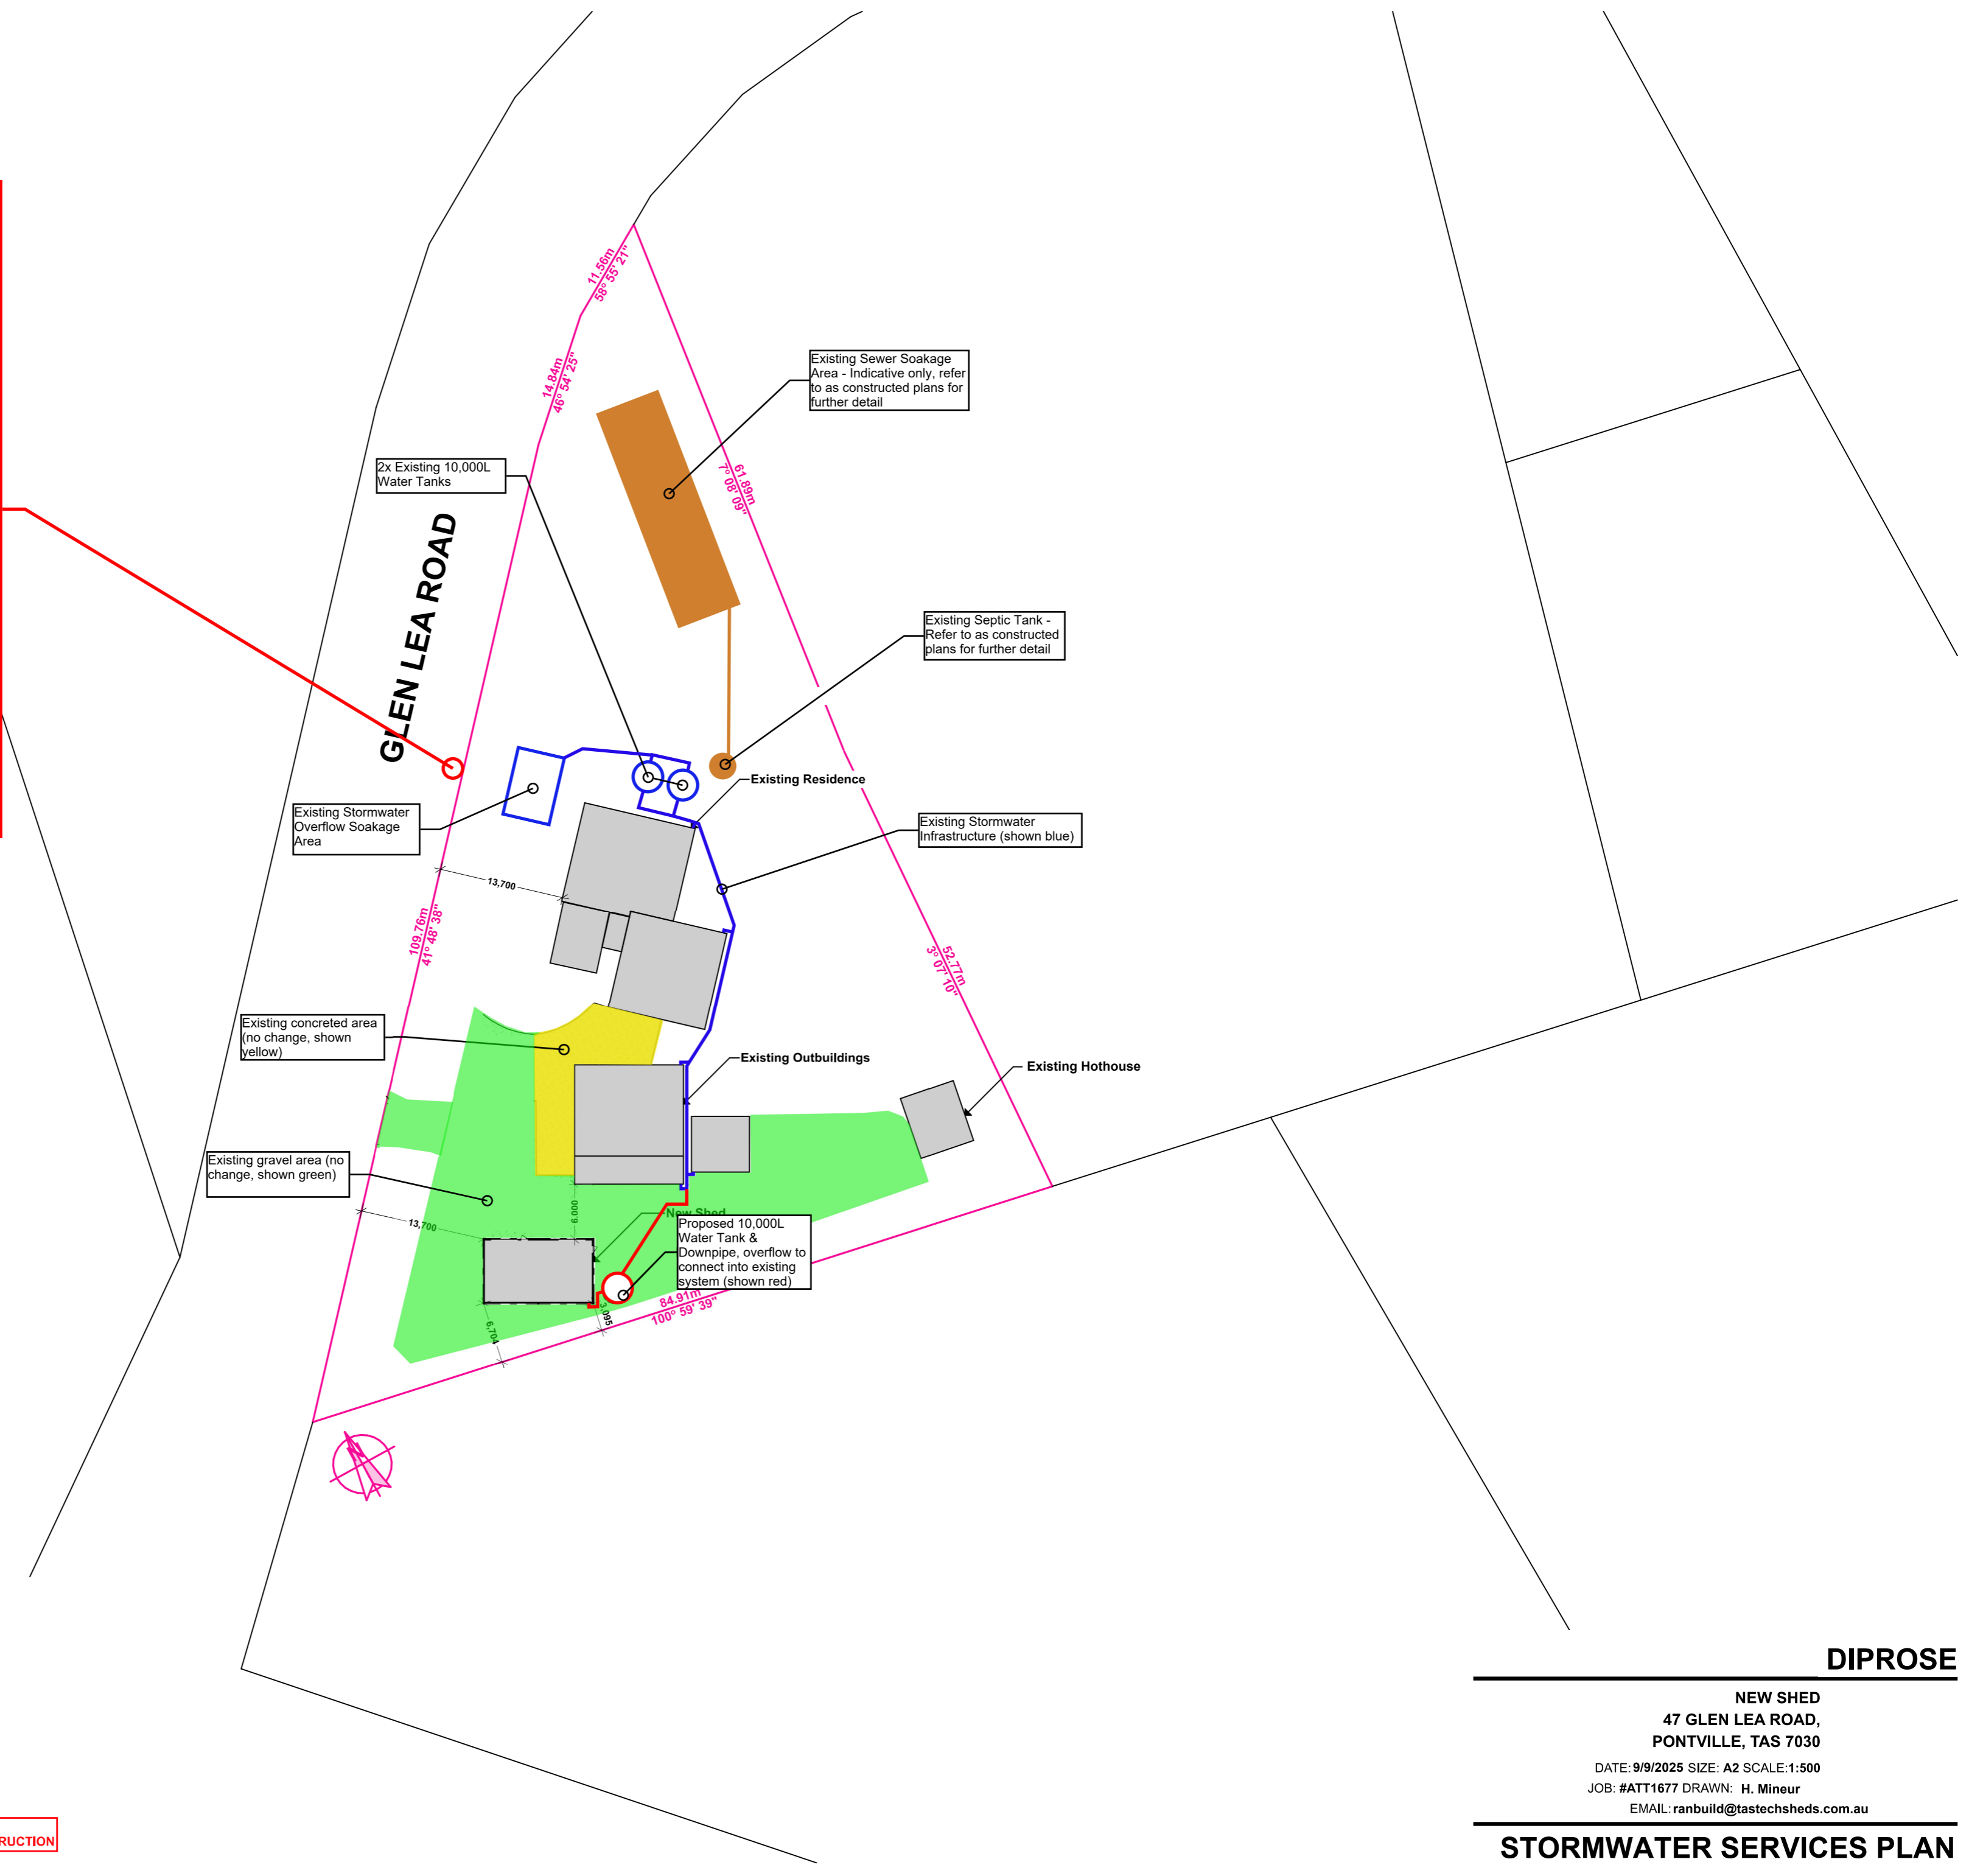 11.56m
58° 55' 21"
14.84m
46° 54' 25"
Existing Sewer Soakage
Area - Indicative only, refer
to as constructed plans for
further detail
2x Existing 10,000L
Water Tanks
61.89m
7° 08' 09"
GLEN LEA ROAD
Existing Septic Tank -
Refer to as constructed
plans for further detail
Existing Residence
Existing Stormwater
Overflow Soakage
Area
Existing Stormwater
Infrastructure (shown blue)
13,700
109.76m
41° 48' 38"
52.77m
3° 07' 10"
Existing concreted area
(no change, shown
yellow)
Existing Outbuildings
Existing Hothouse
Existing gravel area (no
change, shown green)
6.000
13,700
New Shed
Proposed 10,000L
Water Tank &
Downpipe, overflow to
connect into existing
system (shown red)
84.91m
100° 59' 39"
3,095
6,704
DIPROSE
NEW SHED
47 GLEN LEA ROAD,
PONTVILLE, TAS 7030
DATE: 9/9/2025 SIZE: A2 SCALE:1:500
JOB: #ATT1677 DRAWN: H. Mineur
EMAIL: ranbuild@tastechsheds.com.au
STORMWATER SERVICES PLAN
RUCTION